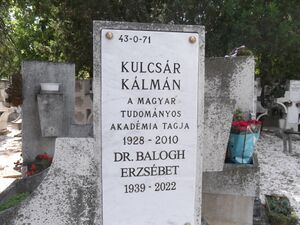 43-0-71
KULCSÁR
KÁLMÁN
A MAGYAR
TUDOMÁNYOS
AKADÉMIA TAGJA
1928 - 2010
DR. BALOGH
ERZSÉBET
1939 - 2022